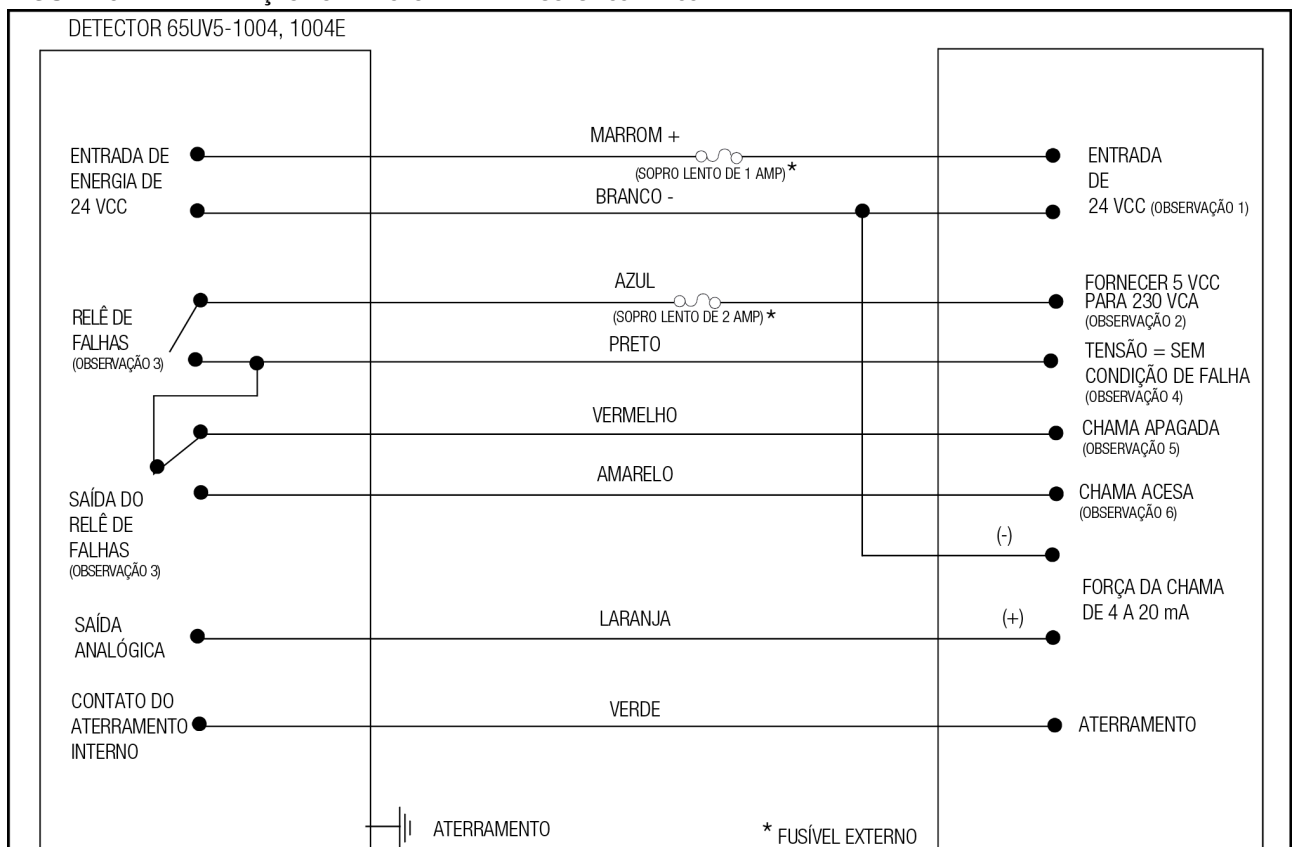 DETECTOR 65UV5-1004, 1004E
MARROM +
(SOPRO LENTO DE 1 AMP)*
ENTRADA DE
ENERGIA DE
24 VCC
BRANCO -
ENTRADA
DE
24 VCC (OBSERVAÇÃO 1)
AZUL
(SOPRO LENTO DE 2 AMP)*
RELÊ DE
FALHAS
(OBSERVAÇÃO 3)
FORNECER 5 VCC
PARA 230 VCA
(OBSERVAÇÃO 2)
PRETO
TENSÃO = SEM
CONDIÇÃO DE FALHA
(OBSERVAÇÃO 4)
VERMELHO
CHAMA APAGADA
(OBSERVAÇÃO 5)
AMARELO
CHAMA ACESA
(OBSERVAÇÃO 6)
SAÍDA DO
RELÊ DE
FALHAS
(OBSERVAÇÃO 3)
(-)
FORÇA DA CHAMA
DE 4 A 20 mA
LARANJA
(+)
SAÍDA
ANALÓGICA
CONTATO DO
ATERRAMENTO
INTERNO
VERDE
ATERRAMENTO
ATERRAMENTO
* FUSÍVEL EXTERNO